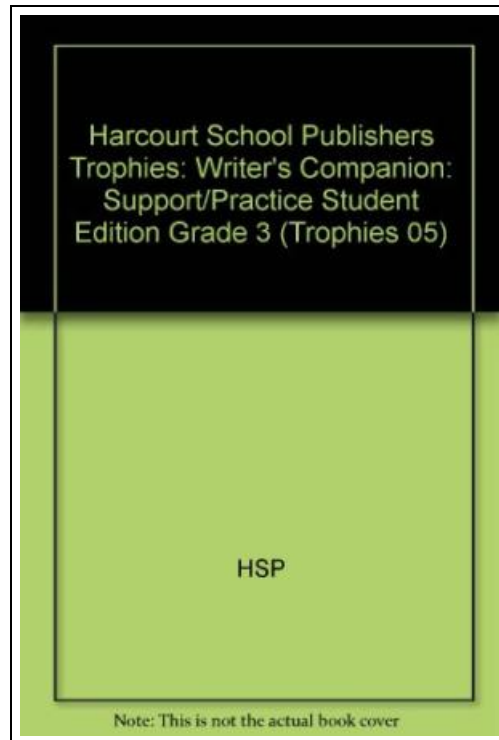 Harcourt School Publishers
Trophies: Writer's Companion:
Support/Practice Student
Edition Grade 3 (Trophies 05)
HSP
Note: This is not the actual book cover